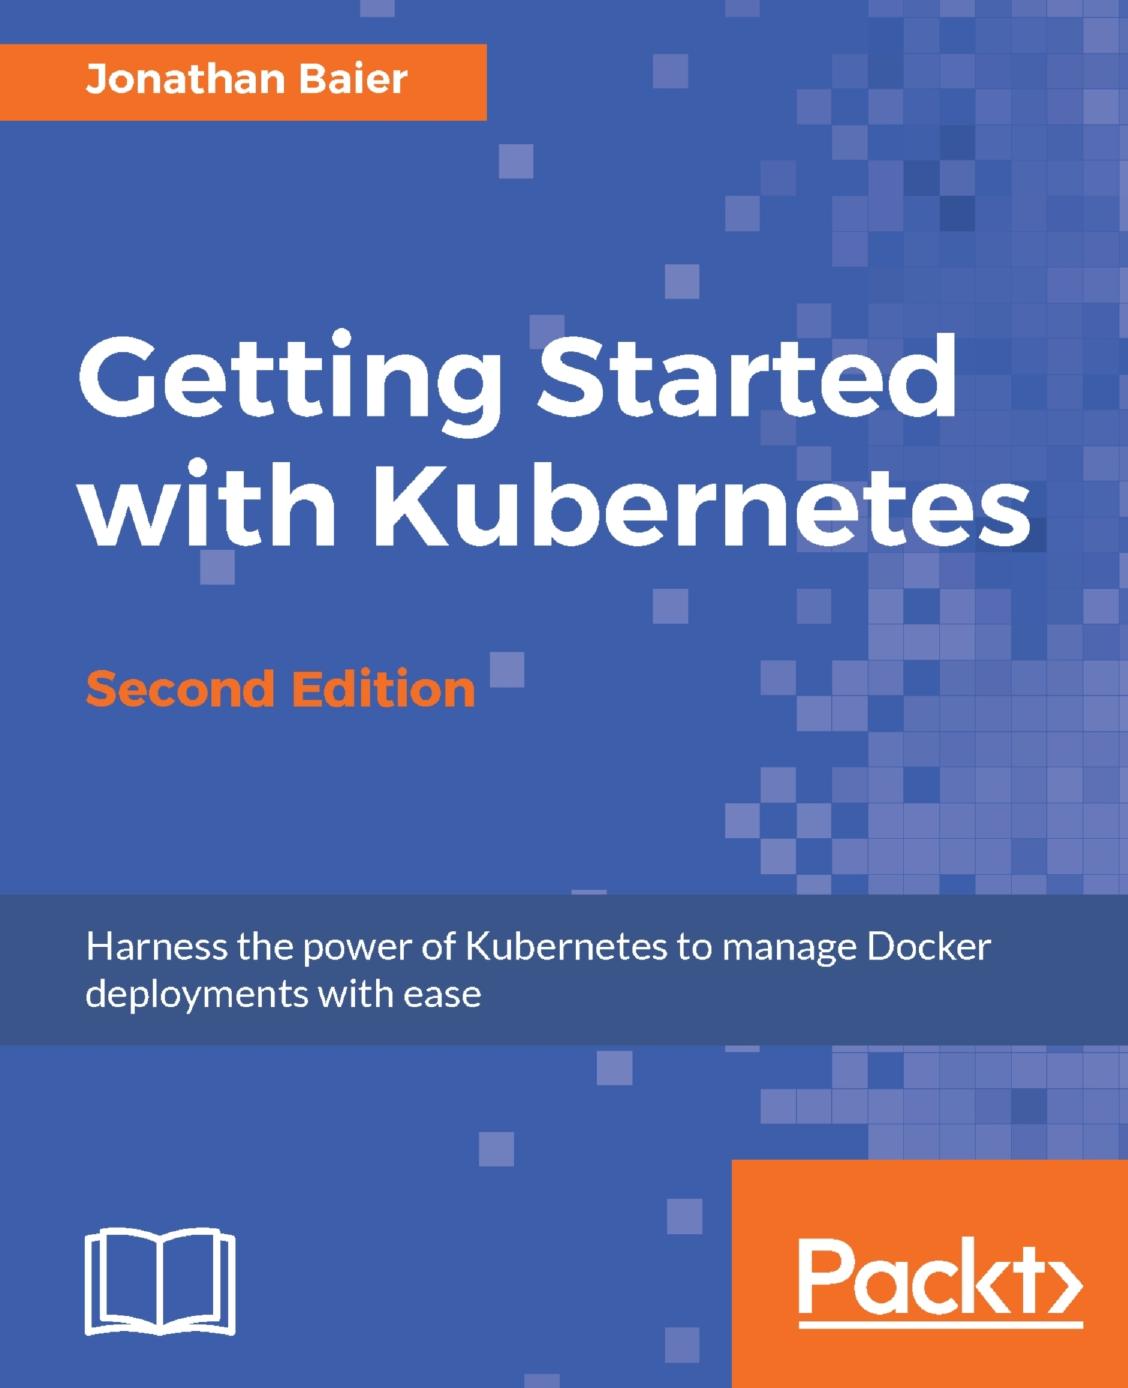 Jonathan Baier
Getting Started
with Kubernetes
Second Edition
Harness the power of Kubernetes to manage Docker
deployments with ease
Packt>